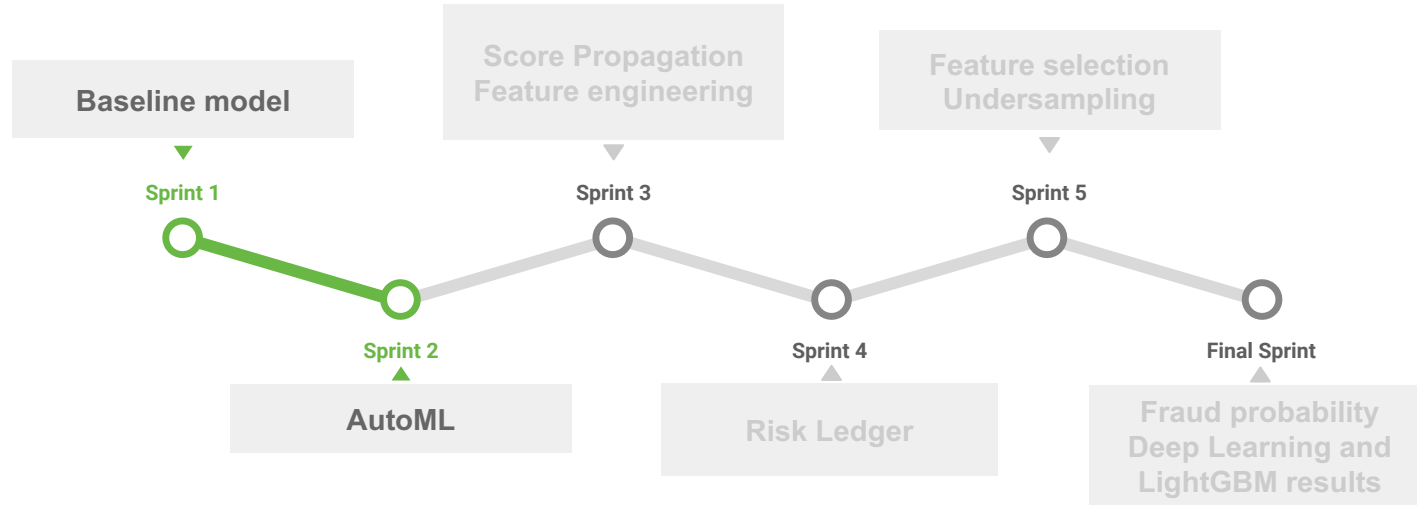 Baseline model
Sprint 1
Sprint 2
AutoML
Score Propagation
Feature engineering
Sprint 3
Sprint 4
Risk Ledger
Feature selection
Undersampling
Sprint 5
Final Sprint
Fraud probability
Deep Learning and
LightGBM results